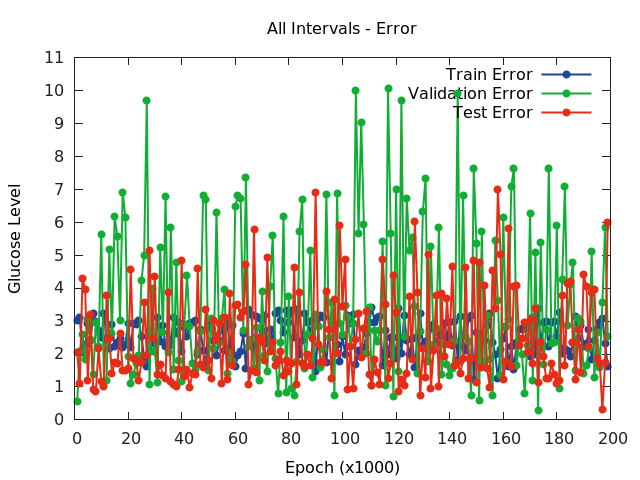 All Intervals - Error
Train Error
Validation Error
Test Error
Glucose Level
11
10
9
8
7
6
5
4
3
2
1
0
0 20 40 60 80 100 120 140 160 180 200
Epoch (x1000)